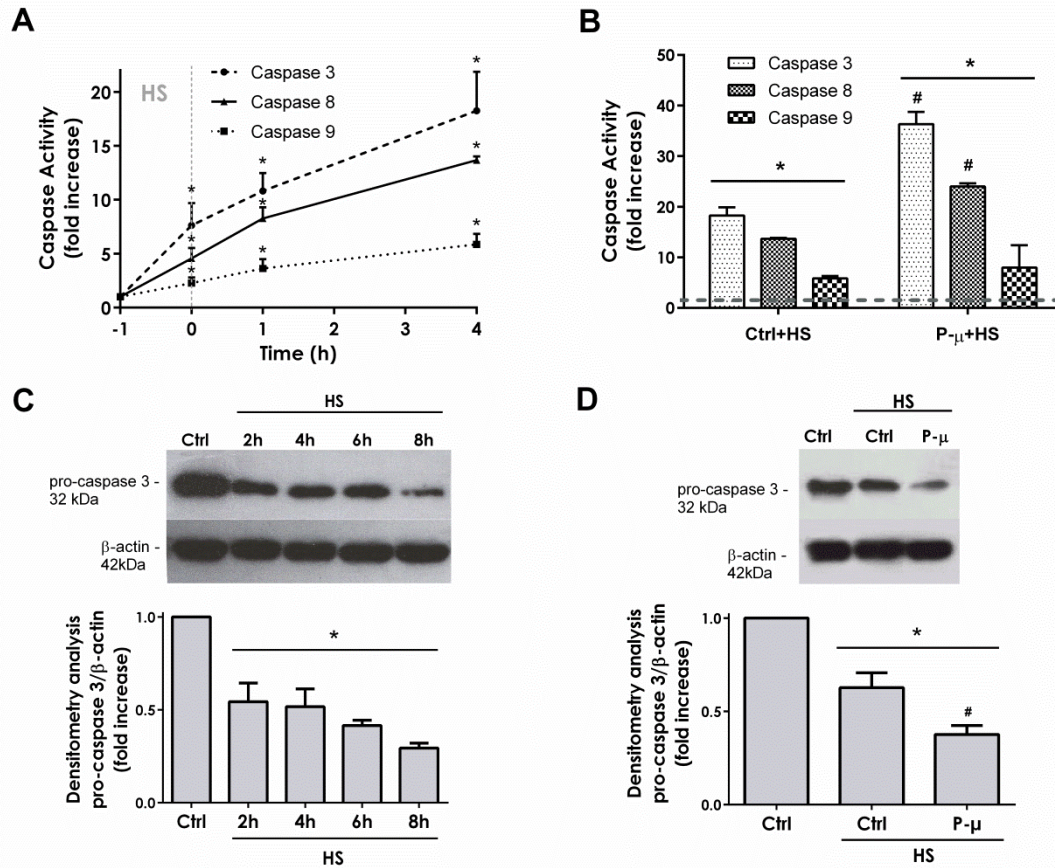 A
HS
Caspase 3
Caspase 8
Caspase 9
Caspase Activity
(fold increase)
20
15
10
5
0
* * *
* * *
* * *
-1 0 1 2 3 4
Time (h)
B
Caspase 3
Caspase 8
Caspase 9
Caspase Activity
(fold increase)
50
40
30
20
10
0
*
*
#
#
Ctrl+HS P-μ+HS
C
HS
Ctrl 2h 4h 6h 8h
pro-caspase 3 -
32 kDa
β-actin -
42kDa
Densitometry analysis
pro-caspase 3/β-actin
(fold increase)
1.0
0.5
0.0
*
Ctrl 2h 4h 6h 8h
HS
D
HS
Ctrl Ctrl P-μ
pro-caspase 3 -
32 kDa
β-actin -
42kDa
Densitometry analysis
pro-caspase 3/β-actin
(fold increase)
1.0
0.5
0.0
*
#
Ctrl Ctrl P-μ
HS